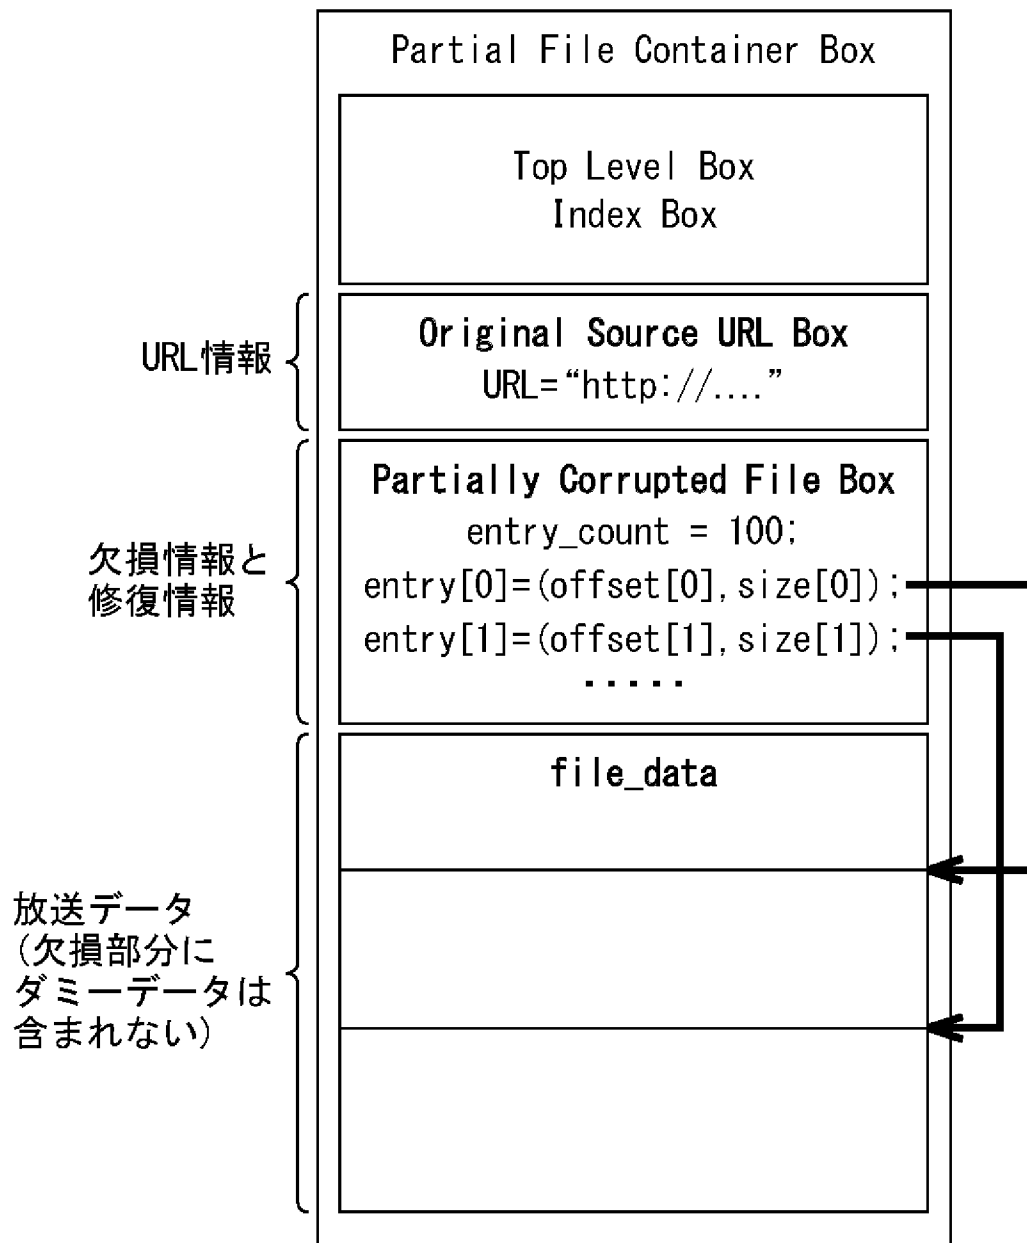 Partial File Container Box
Top Level Box
Index Box
URL情報
Original Source URL Box
URL=“http://....”
欠損情報と
修復情報
Partially Corrupted File Box
entry_count = 100;
entry[0]=(offset[0],size[0]);
entry[1]=(offset[1],size[1]);
・・・・・
放送データ
(欠損部分に
ダミーデータは
含まれない)
file_data